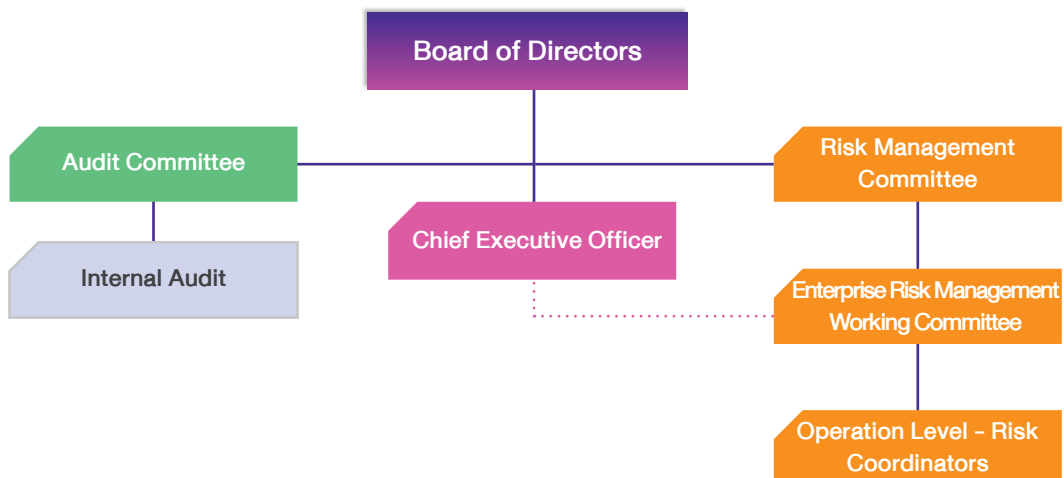 Board of Directors
Audit Committee
Risk Management
Committee
Chief Executive Officer
Internal Audit
Enterprise Risk Management
Working Committee
Operation Level - Risk
Coordinators